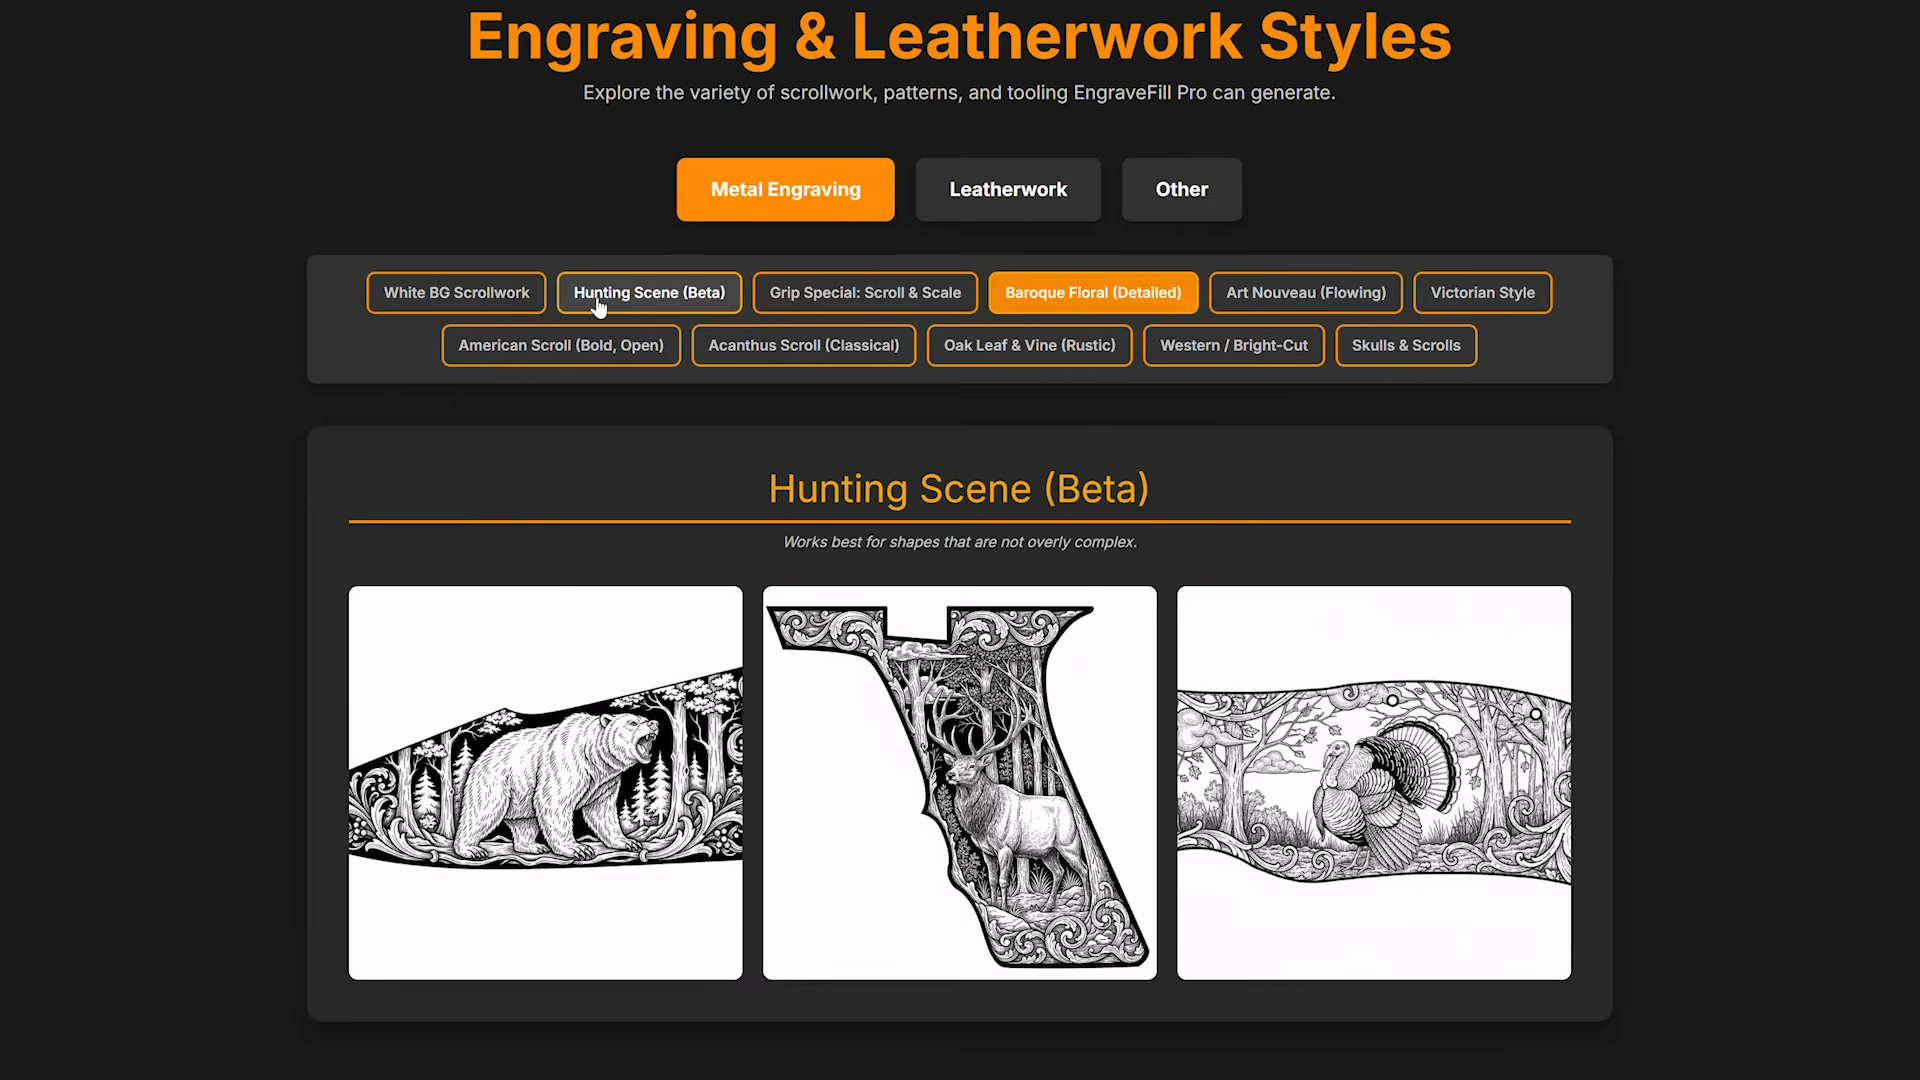 Engraving & Leatherwork Styles
Explore the variety of scrollwork, patterns, and tooling EngraveFill Pro can generate.
Metal Engraving
Leatherwork
Other
White BG Scrollwork
Hunting Scene (Beta)
Grip Special: Scroll & Scale
Baroque Floral (Detailed)
Art Nouveau (Flowing)
Victorian Style
American Scroll (Bold, Open)
Acanthus Scroll (Classical)
Oak Leaf & Vine (Rustic)
Western / Bright-Cut
Skulls & Scrolls
Hunting Scene (Beta)
Works best for shapes that are not overly complex.